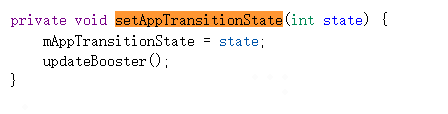 private void setAppTransitionState(int state) {
mAppTransitionState = state;
updateBooster();
}